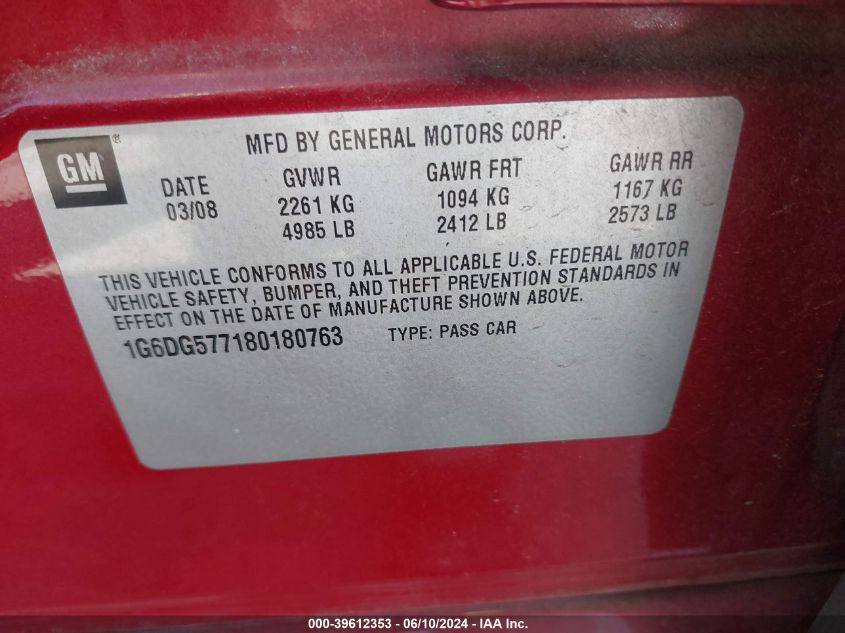 GM®
MFD BY GENERAL MOTORS CORP.
DATE GVWR GAWR FRT GAWR RR
03/08 2261 KG 1094 KG 1167 KG
4985 LB 2412 LB 2573 LB
THIS VEHICLE CONFORMS TO ALL APPLICABLE U.S. FEDERAL MOTOR
VEHICLE SAFETY, BUMPER, AND THEFT PREVENTION STANDARDS IN
EFFECT ON THE DATE OF MANUFACTURE SHOWN ABOVE.
1G6DG577180180763 TYPE: PASS CAR
000-39612353 - 06/10/2024 - IAA Inc.